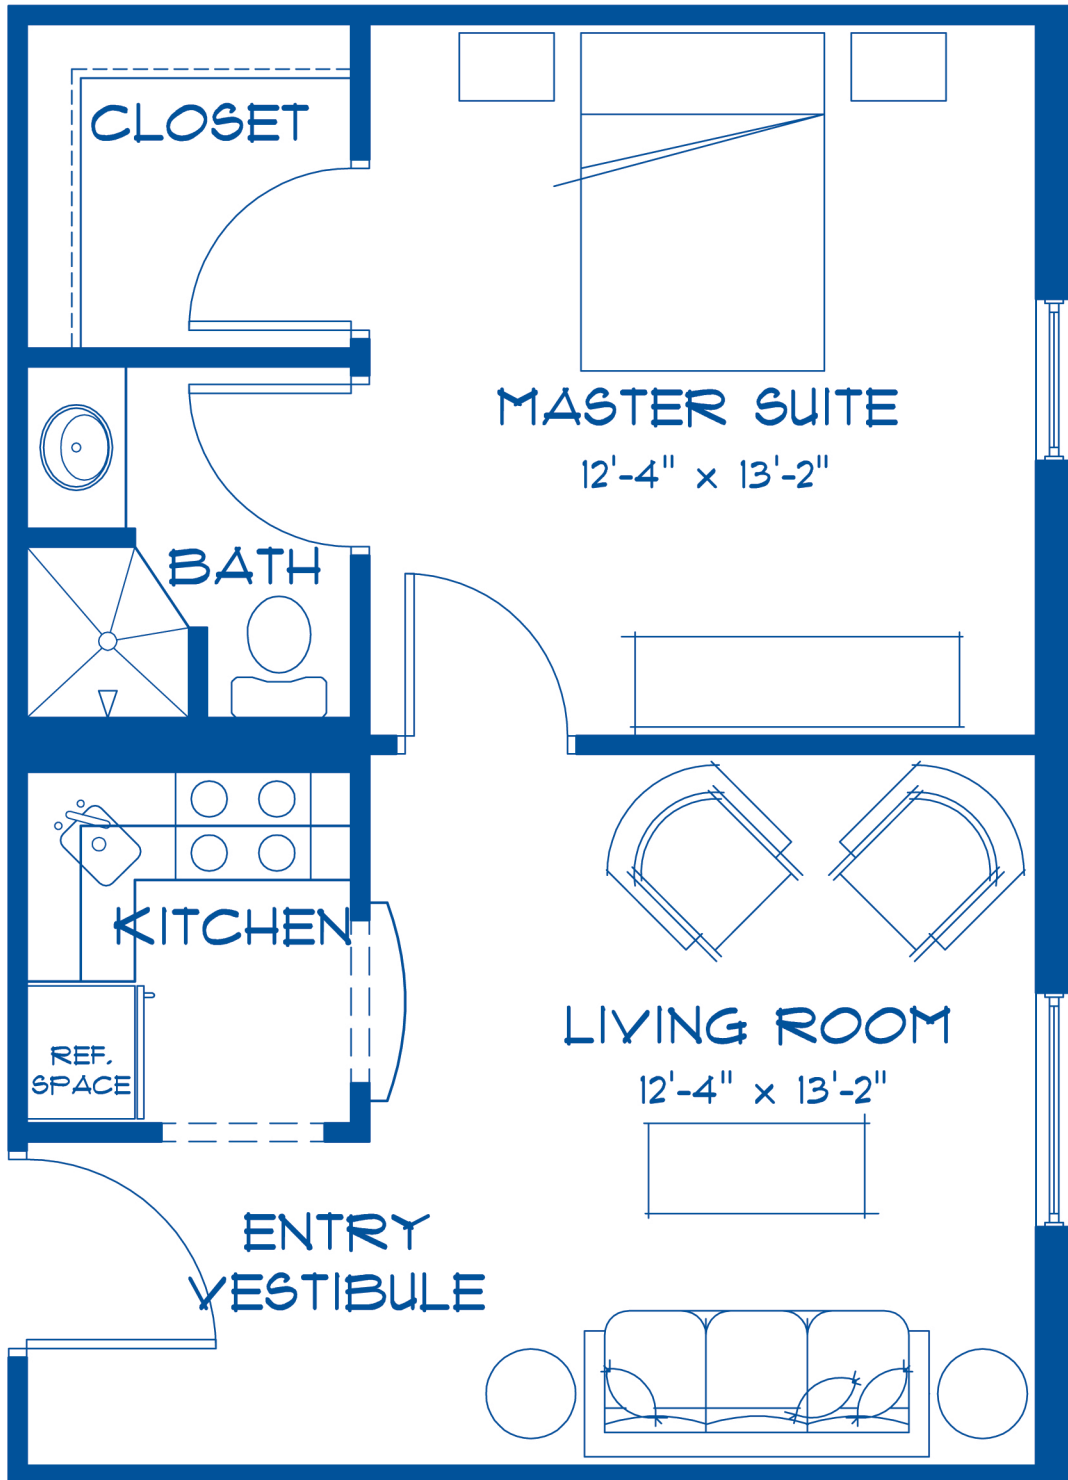 CLOSET
MASTER SUITE
12'-4" x 13'-2"
BATH
KITCHEN
LIVING ROOM
12'-4" x 13'-2"
REF.
SPACE
ENTRY
VESTIBULE